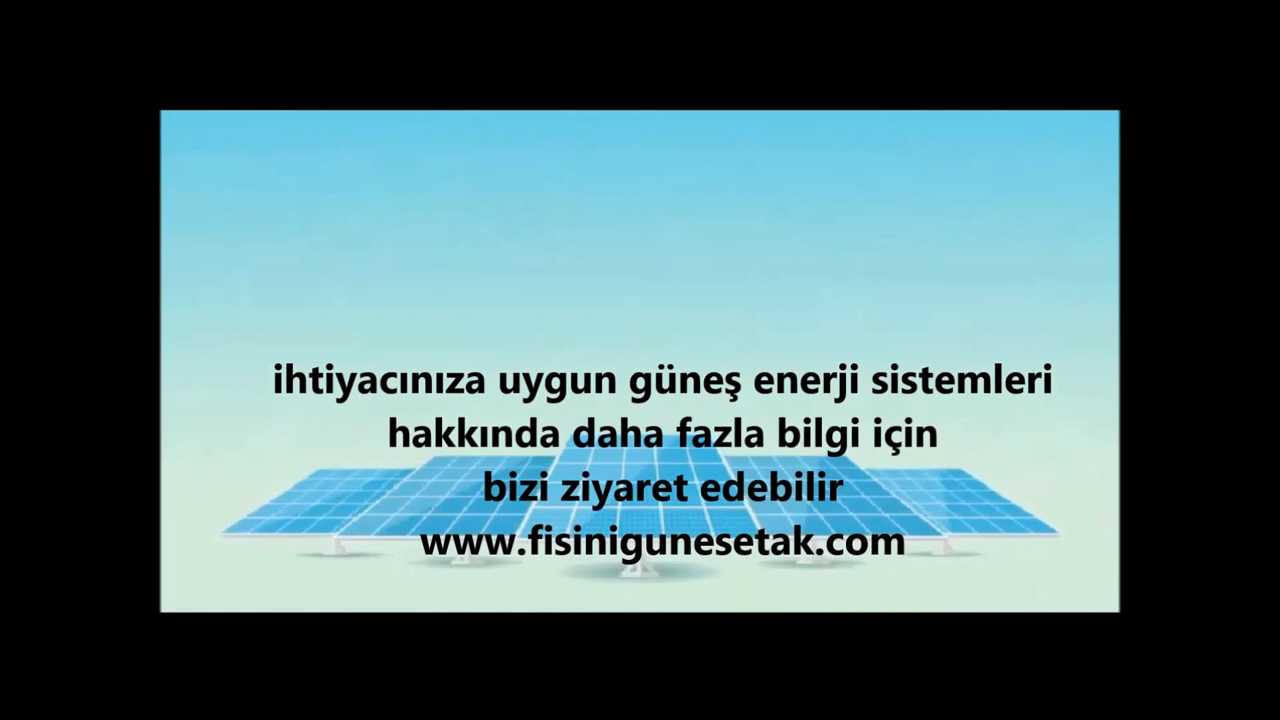 ihtiyacınıza uygun güneş enerji sistemleri
hakkında daha fazla bilgi için
bizi ziyaret edebilir
www.fisinigunesetak.com